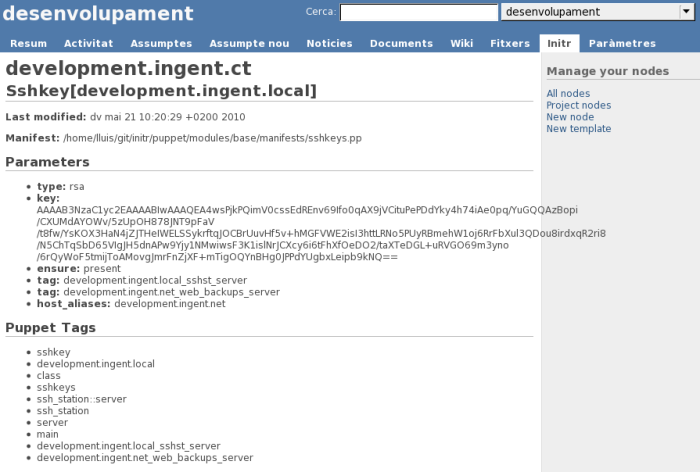 desenvolupament
Cerca: desenvolupament
Resum Activitat Assumptes Assumpte nou Noticies Documents Wiki Fitxers Initr Paràmetres
development.ingent.ct
Sshkey[development.ingent.local]
Last modified: dv mai 21 10:20:29 +0200 2010
Manifest: /home/lluis/git/initr/puppet/modules/base/manifests/sshkeys.pp
Parameters
type: rsa
key:
AAAAB3NzaC1yc2EAAAABIwAAAQEA4wsPjkPQimV0cssEdREnv69Ifo0qAX9jVCituPePDdYky4h74iAe0pq/YuGQQAzBopi
/CXUMdAYOWv/5zUpOH878JNT9pFaV
/t8fw/YsKOX3HaN4jZJTHeIWELSSykrftqJOCBrUuvHf5v+hMGFVWE2isI3httLRNo5PUyRBmehW1oj6RrFbXul3QDou8irdxqR2ri8
/N5ChTqSbD65VIgJH5dnAPw9Yjy1NMwiwsF3K1islNrJCXcy6i6tFhXfOeDO2/taXTeDGL+uRVGO69m3yno
/6rQyWoF5tmijToAMovgJmrFnZjXF+mTigOQYnBHg0JPPdYUgbxLeipb9kNQ==
ensure: present
tag: development.ingent.local_sshst_server
tag: development.ingent.net_web_backups_server
host_aliases: development.ingent.net
Puppet Tags
sshkey
development.ingent.local
class
sshkeys
ssh_station::server
ssh_station
server
main
development.ingent.local_sshst_server
development.ingent.net_web_backups_server
Manage your nodes
All nodes
Project nodes
New node
New template